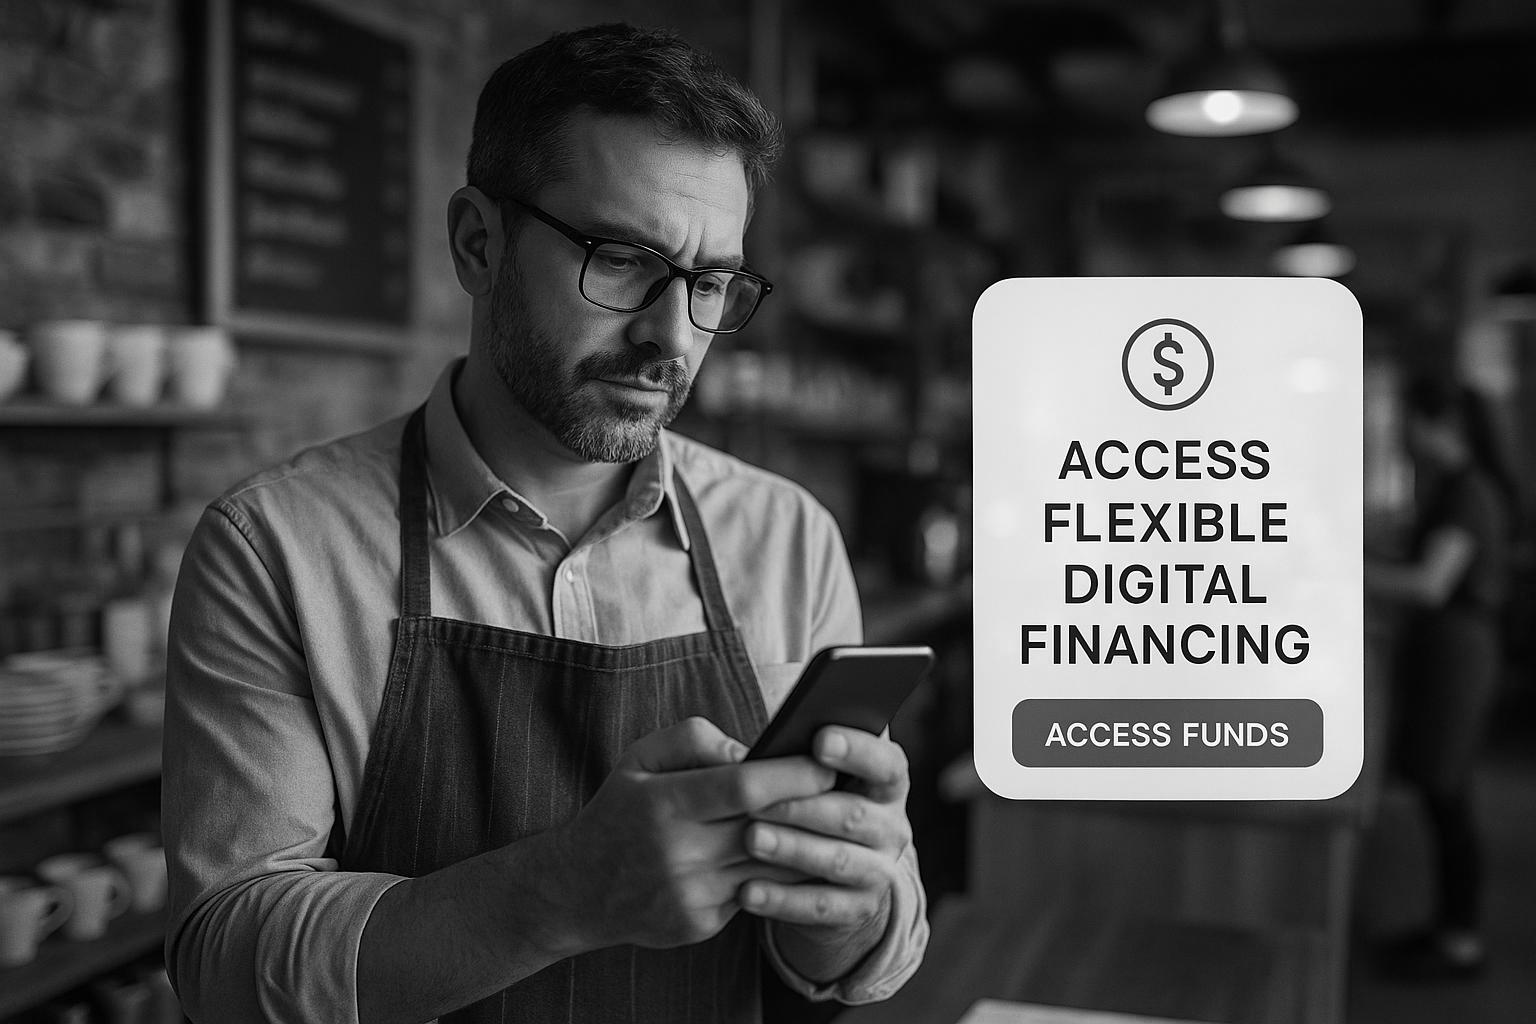 $
ACCESS
FLEXIBLE
DIGITAL
FINANCING
ACCESS FUNDS